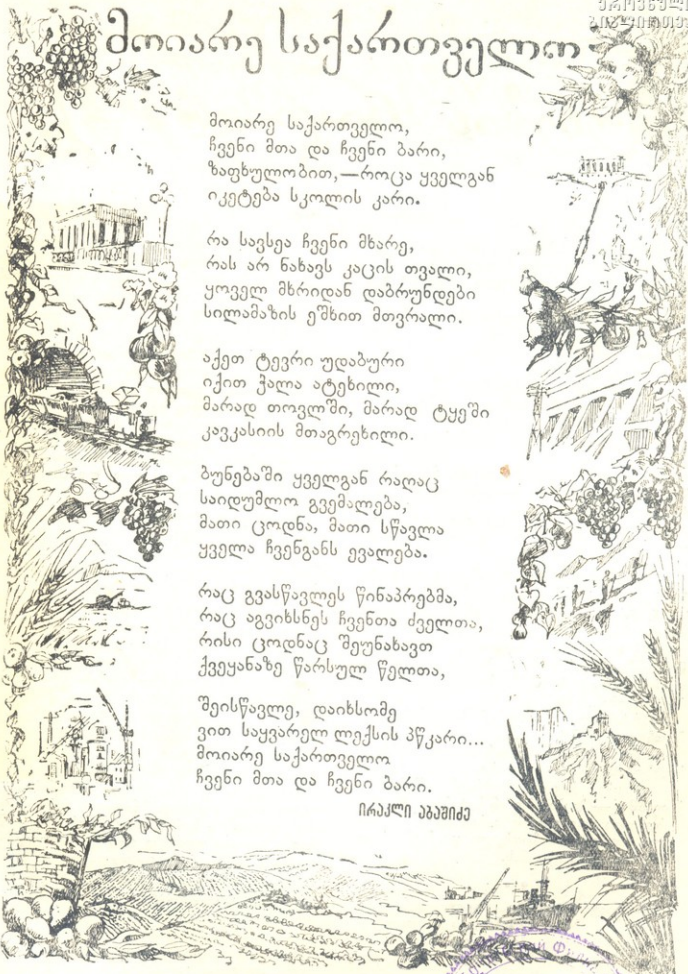 ეროვნული
ბიბლიოთეკა
მოიარე საქართველო
მოიარე საქართველო,
ჩვენი მთა და ჩვენი ბარი,
ზაფხულობით,—როცა ყველგან
იკეტება სკოლის კარი.
რა სავსეა ჩვენი მხარე,
რას არ ნახავს კაცის თვალი,
ყოველ მხრიდან დაბრუნდები
სილამაზის ეშხით მთვრალი.
აქეთ ტევრი უდაბური
იქით ჭალა ატეხილი,
მარად თოვლში, მარად ტყეში
კავკასიის მთაგრეხილი.
ბუნებაში ყველგან რაღაც
საიდუმლო გვემალება,
მათი ცოდნა, მათი სწავლა
ყველა ჩვენგანს ევალება.
რაც გვასწავლეს წინაპრებმა,
რაც აგვიხსნეს ჩვენთა ძველთა,
რისი ცოდნაც შეუნახავთ
ქვეყანაზე წარსულ წელთა,
შეისწავლე, დაიხსომე
ვით საყვარელ ლექსის პწკარი...
მოიარე საქართველო
ჩვენი მთა და ჩვენი ბარი.
ირაკლი აბაშიძე